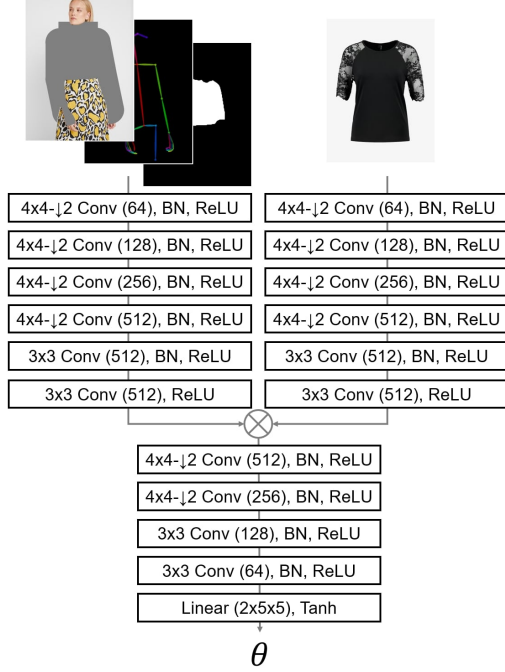 4x4-↓2 Conv (64), BN, ReLU
4x4-↓2 Conv (128), BN, ReLU
4x4-↓2 Conv (256), BN, ReLU
4x4-↓2 Conv (512), BN, ReLU
3x3 Conv (512), BN, ReLU
3x3 Conv (512), ReLU
4x4-↓2 Conv (64), BN, ReLU
4x4-↓2 Conv (128), BN, ReLU
4x4-↓2 Conv (256), BN, ReLU
4x4-↓2 Conv (512), BN, ReLU
3x3 Conv (512), BN, ReLU
3x3 Conv (512), ReLU
4x4-↓2 Conv (512), BN, ReLU
4x4-↓2 Conv (256), BN, ReLU
3x3 Conv (128), BN, ReLU
3x3 Conv (64), BN, ReLU
Linear (2x5x5), Tanh
θ